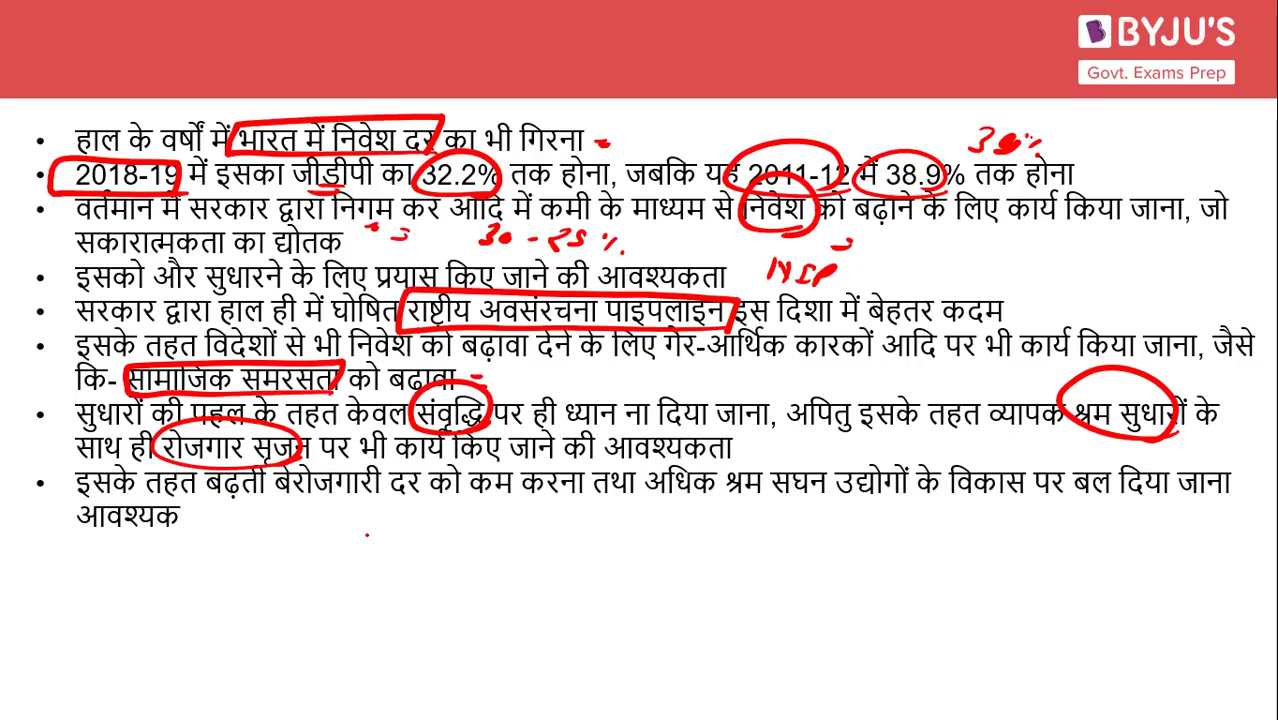 BYJU'S
Govt. Exams Prep
• हाल के वर्षों में भारत में निवेश दर का भी गिरना
30%
• 2018-19 में इसका जीडीपी का 32.2% तक होना, जबकि यह 2011-12 में 38.9% तक होना
• वर्तमान में सरकार द्वारा निगम कर आदि में कमी के माध्यम से निवेश को बढ़ाने के लिए कार्य किया जाना, जो
सकारात्मकता का द्योतक
30-25%
• इसको और सुधारने के लिए प्रयास किए जाने की आवश्यकता
NIP
• सरकार द्वारा हाल ही में घोषित राष्ट्रीय अवसंरचना पाइपलाइन इस दिशा में बेहतर कदम
• इसके तहत विदेशों से भी निवेश को बढ़ावा देने के लिए गैर-आर्थिक कारकों आदि पर भी कार्य किया जाना, जैसे
कि- सामाजिक समरसता को बढ़ावा
• सुधारों की पहल के तहत केवल संवृद्धि पर ही ध्यान ना दिया जाना, अपितु इसके तहत व्यापक श्रम सुधारों के
साथ ही रोजगार सृजन पर भी कार्य किए जाने की आवश्यकता
• इसके तहत बढ़ती बेरोजगारी दर को कम करना तथा अधिक श्रम सघन उद्योगों के विकास पर बल दिया जाना
आवश्यक